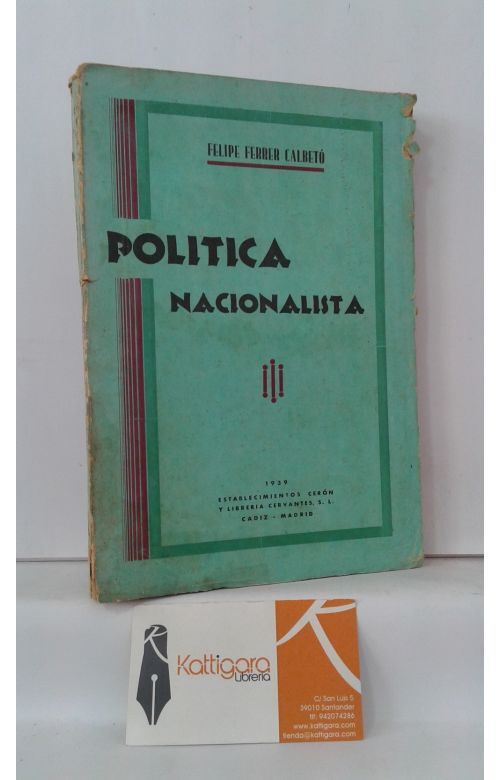 FELIPE FERRER CALBETÓ
POLITICA
NACIONALISTA
1939
ESTABLECIMIENTOS CERÓN
Y LIBRERIA CERVANTES, S. L.
CADIZ - MADRID
Kattigara
Librería
C/ San Luis 5
39010 Santander
tlf: 942074286
www.kattigara.com
tienda@kattigara.com